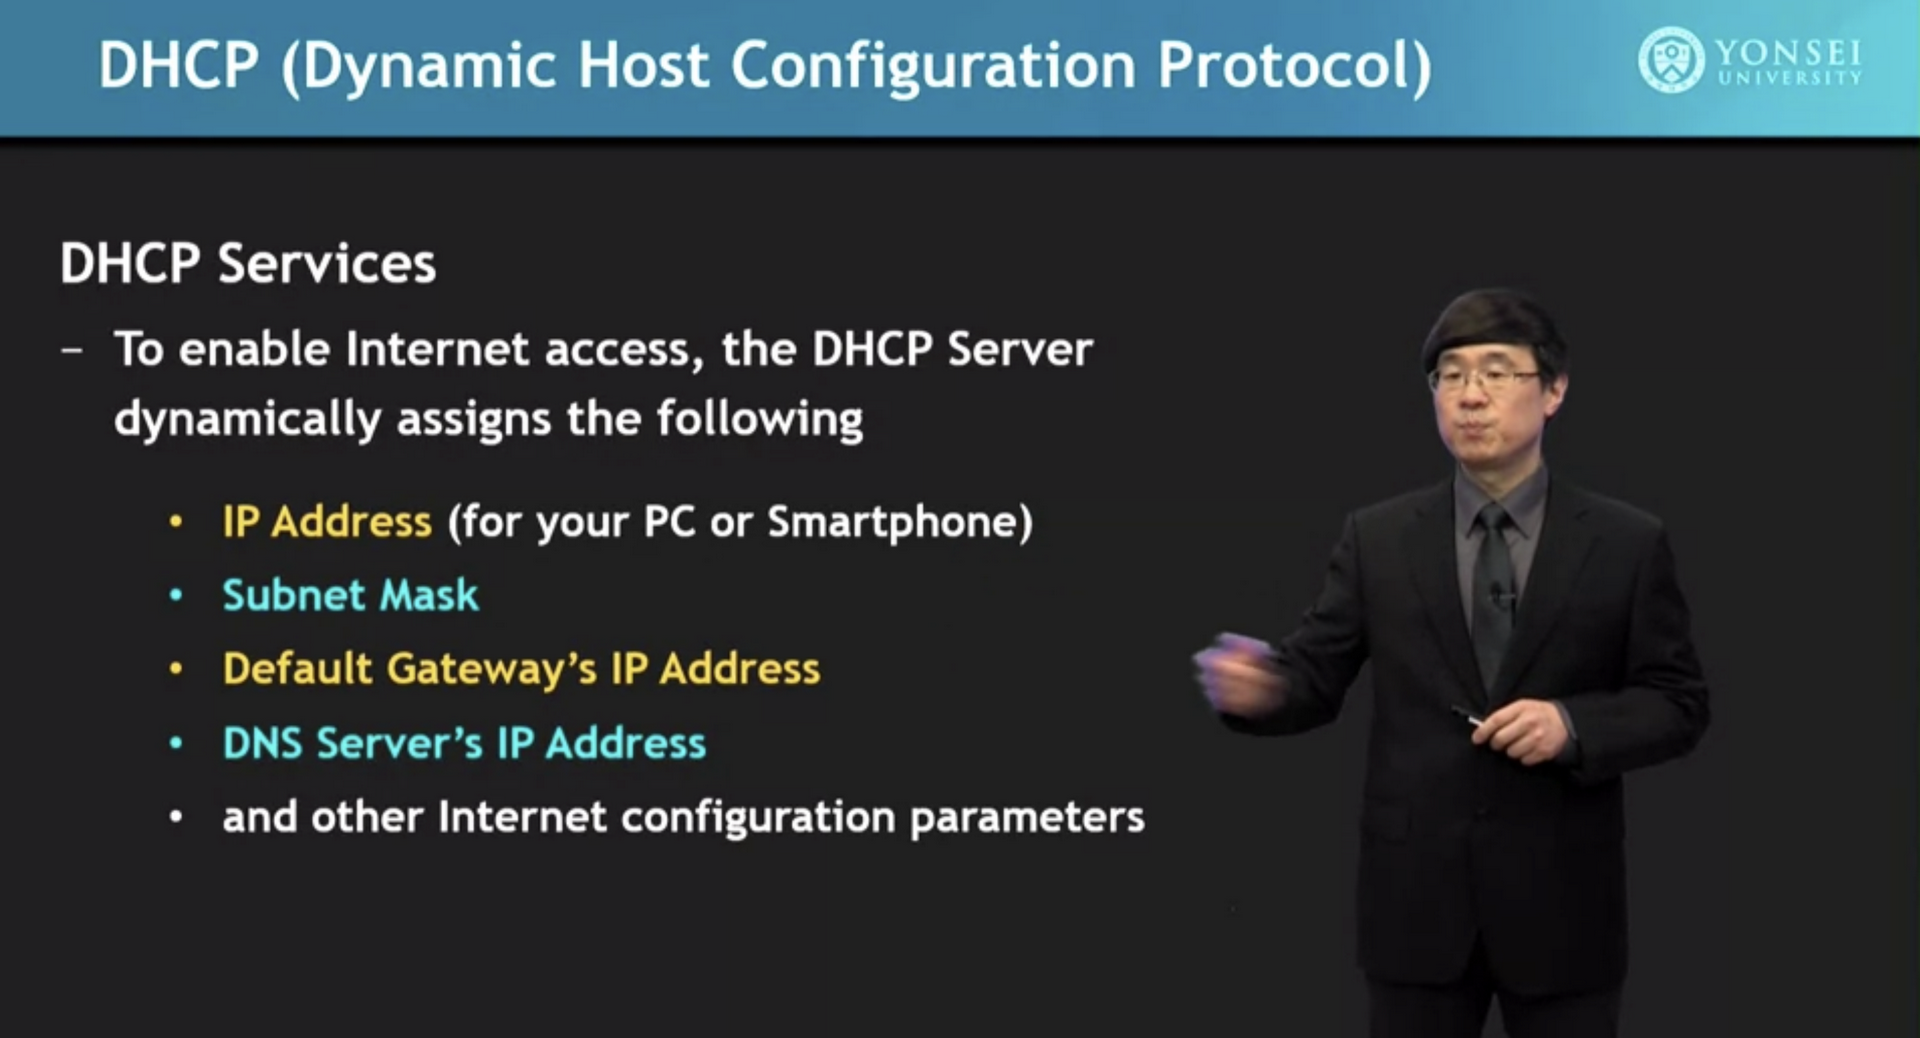 DHCP (Dynamic Host Configuration Protocol)
YONSEI
UNIVERSITY
DHCP Services
– To enable Internet access, the DHCP Server
dynamically assigns the following
• IP Address (for your PC or Smartphone)
• Subnet Mask
• Default Gateway’s IP Address
• DNS Server’s IP Address
• and other Internet configuration parameters